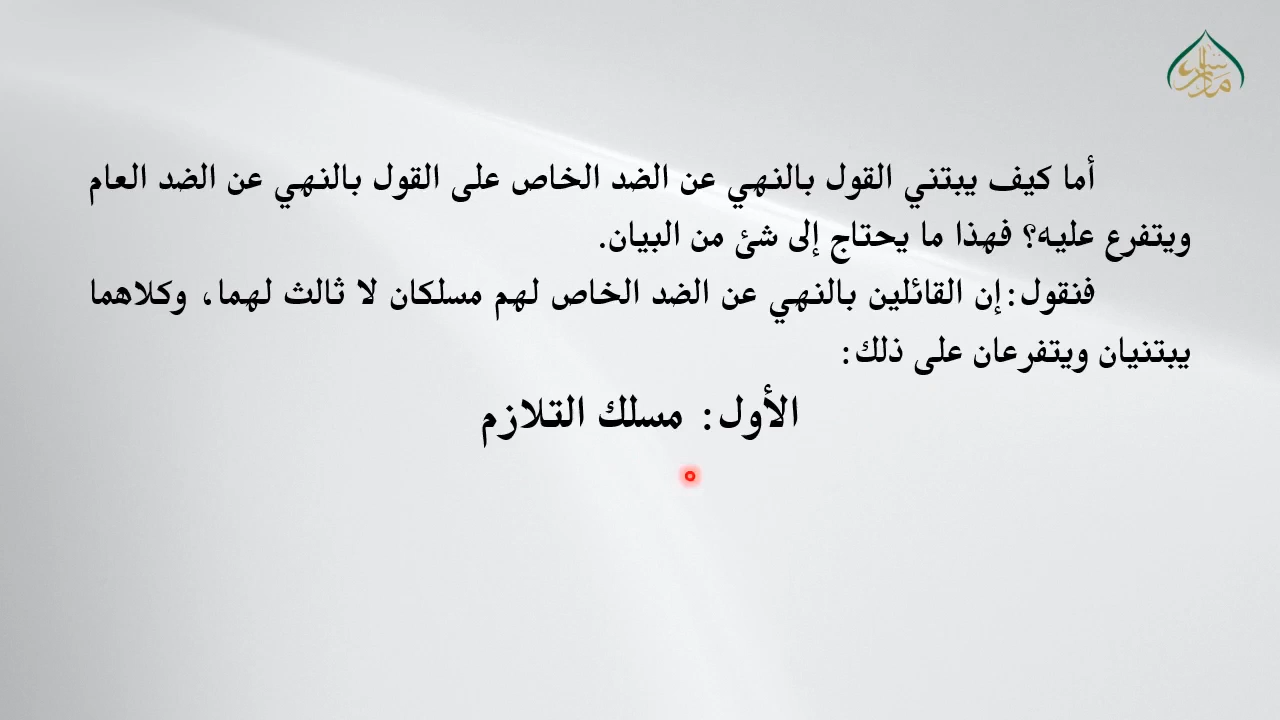 أما كيف يبتني القول بالنهي عن الضد الخاص على القول بالنهي عن الضد العام
ويتفرع عليه؟ فهذا ما يحتاج إلى شئ من البيان.
فنقول:إن القائلين بالنهي عن الضد الخاص لهم مسلكان لا ثالث لهما، وكلاهما
يبتنيان ويتفرعان على ذلك:
الأول: مسلك التلازم